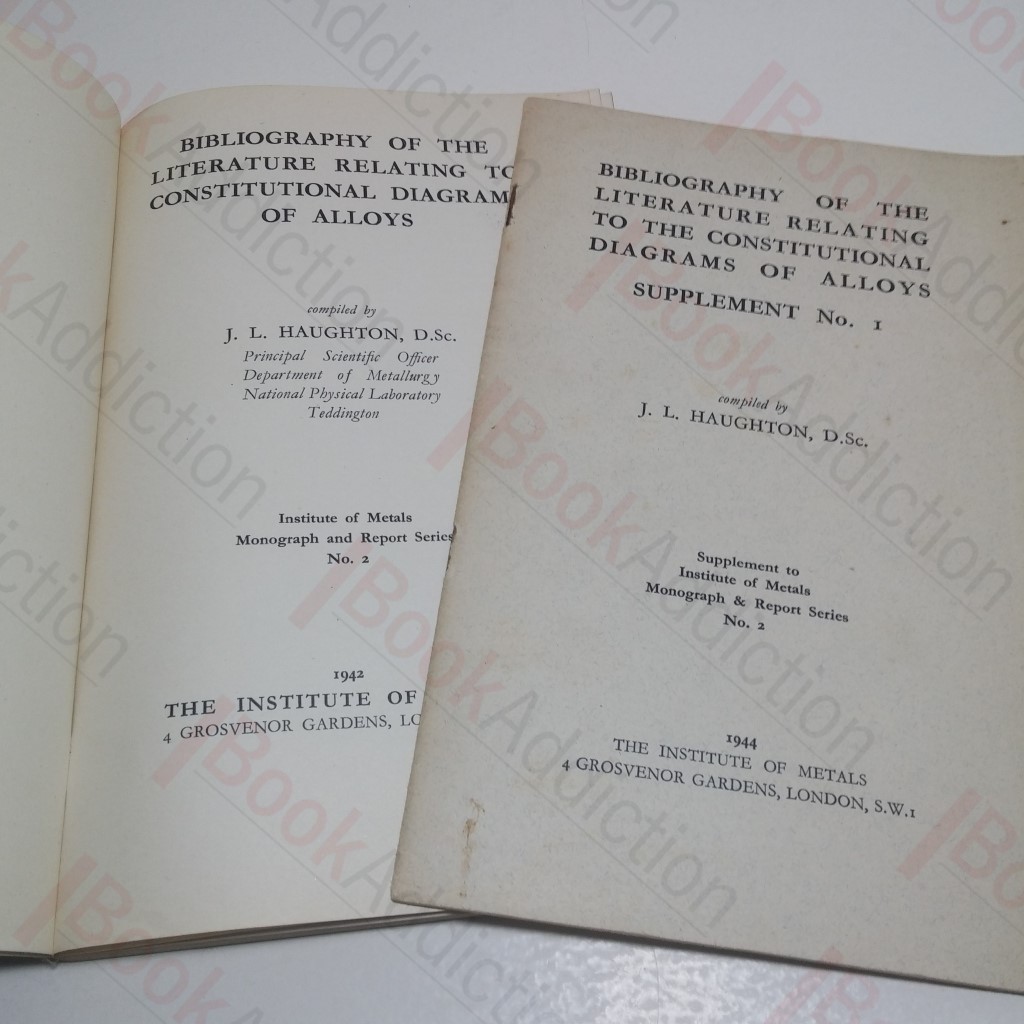 BIBLIOGRAPHY OF THE
LITERATURE RELATING TO
CONSTITUTIONAL DIAGRAM
OF ALLOYS
compiled by
J. L. HAUGHTON, D.Sc.
Principal Scientific Officer
Department of Metallurgy
National Physical Laboratory
Teddington
Institute of Metals
Monograph and Report Series
No. 2
1942
THE INSTITUTE OF
4 GROSVENOR GARDENS,
BIBLIOGRAPHY OF THE
LITERATURE RELATING
TO THE CONSTITUTIONAL
DIAGRAMS OF ALLOYS
SUPPLEMENT No. 1
compiled by
J. L. HAUGHTON, D.Sc.
Supplement to
Institute of Metals
Monograph & Report Series
No. 2
1944
THE INSTITUTE OF METALS
4 GROSVENOR GARDENS, LONDON, S.W.1
BookAddiction